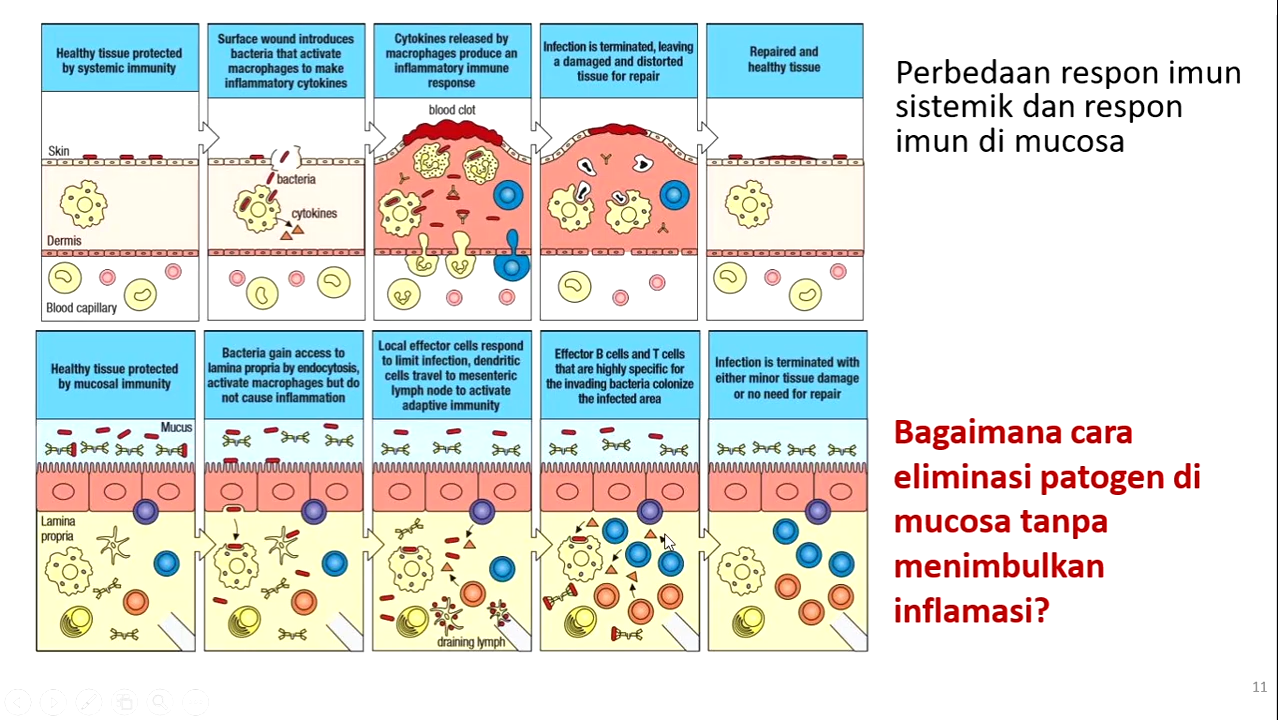 Healthy tissue protected
by systemic immunity
Surface wound introduces
bacteria that activate
macrophages to make
inflammatory cytokines
Cytokines released by
macrophages produce an
inflammatory immune
response
Infection is terminated, leaving
a damaged and distorted
tissue for repair
Repaired and
healthy tissue
Skin
Dermis
Blood capillary
bacteria
cytokines
blood clot
Perbedaan respon imun
sistemik dan respon
imun di mucosa
Healthy tissue protected
by mucosal immunity
Bacteria gain access to
lamina propria by endocytosis,
activate macrophages but do
not cause inflammation
Local effector cells respond
to limit infection, dendritic
cells travel to mesenteric
lymph node to activate
adaptive immunity
Effector B cells and T cells
that are highly specific for
the invading bacteria colonize
the infected area
Infection is terminated with
either minor tissue damage
or no need for repair
Mucus
Lamina
propria
draining lymph
Bagaimana cara
eliminasi patogen di
mucosa tanpa
menimbulkan
inflamasi?
11